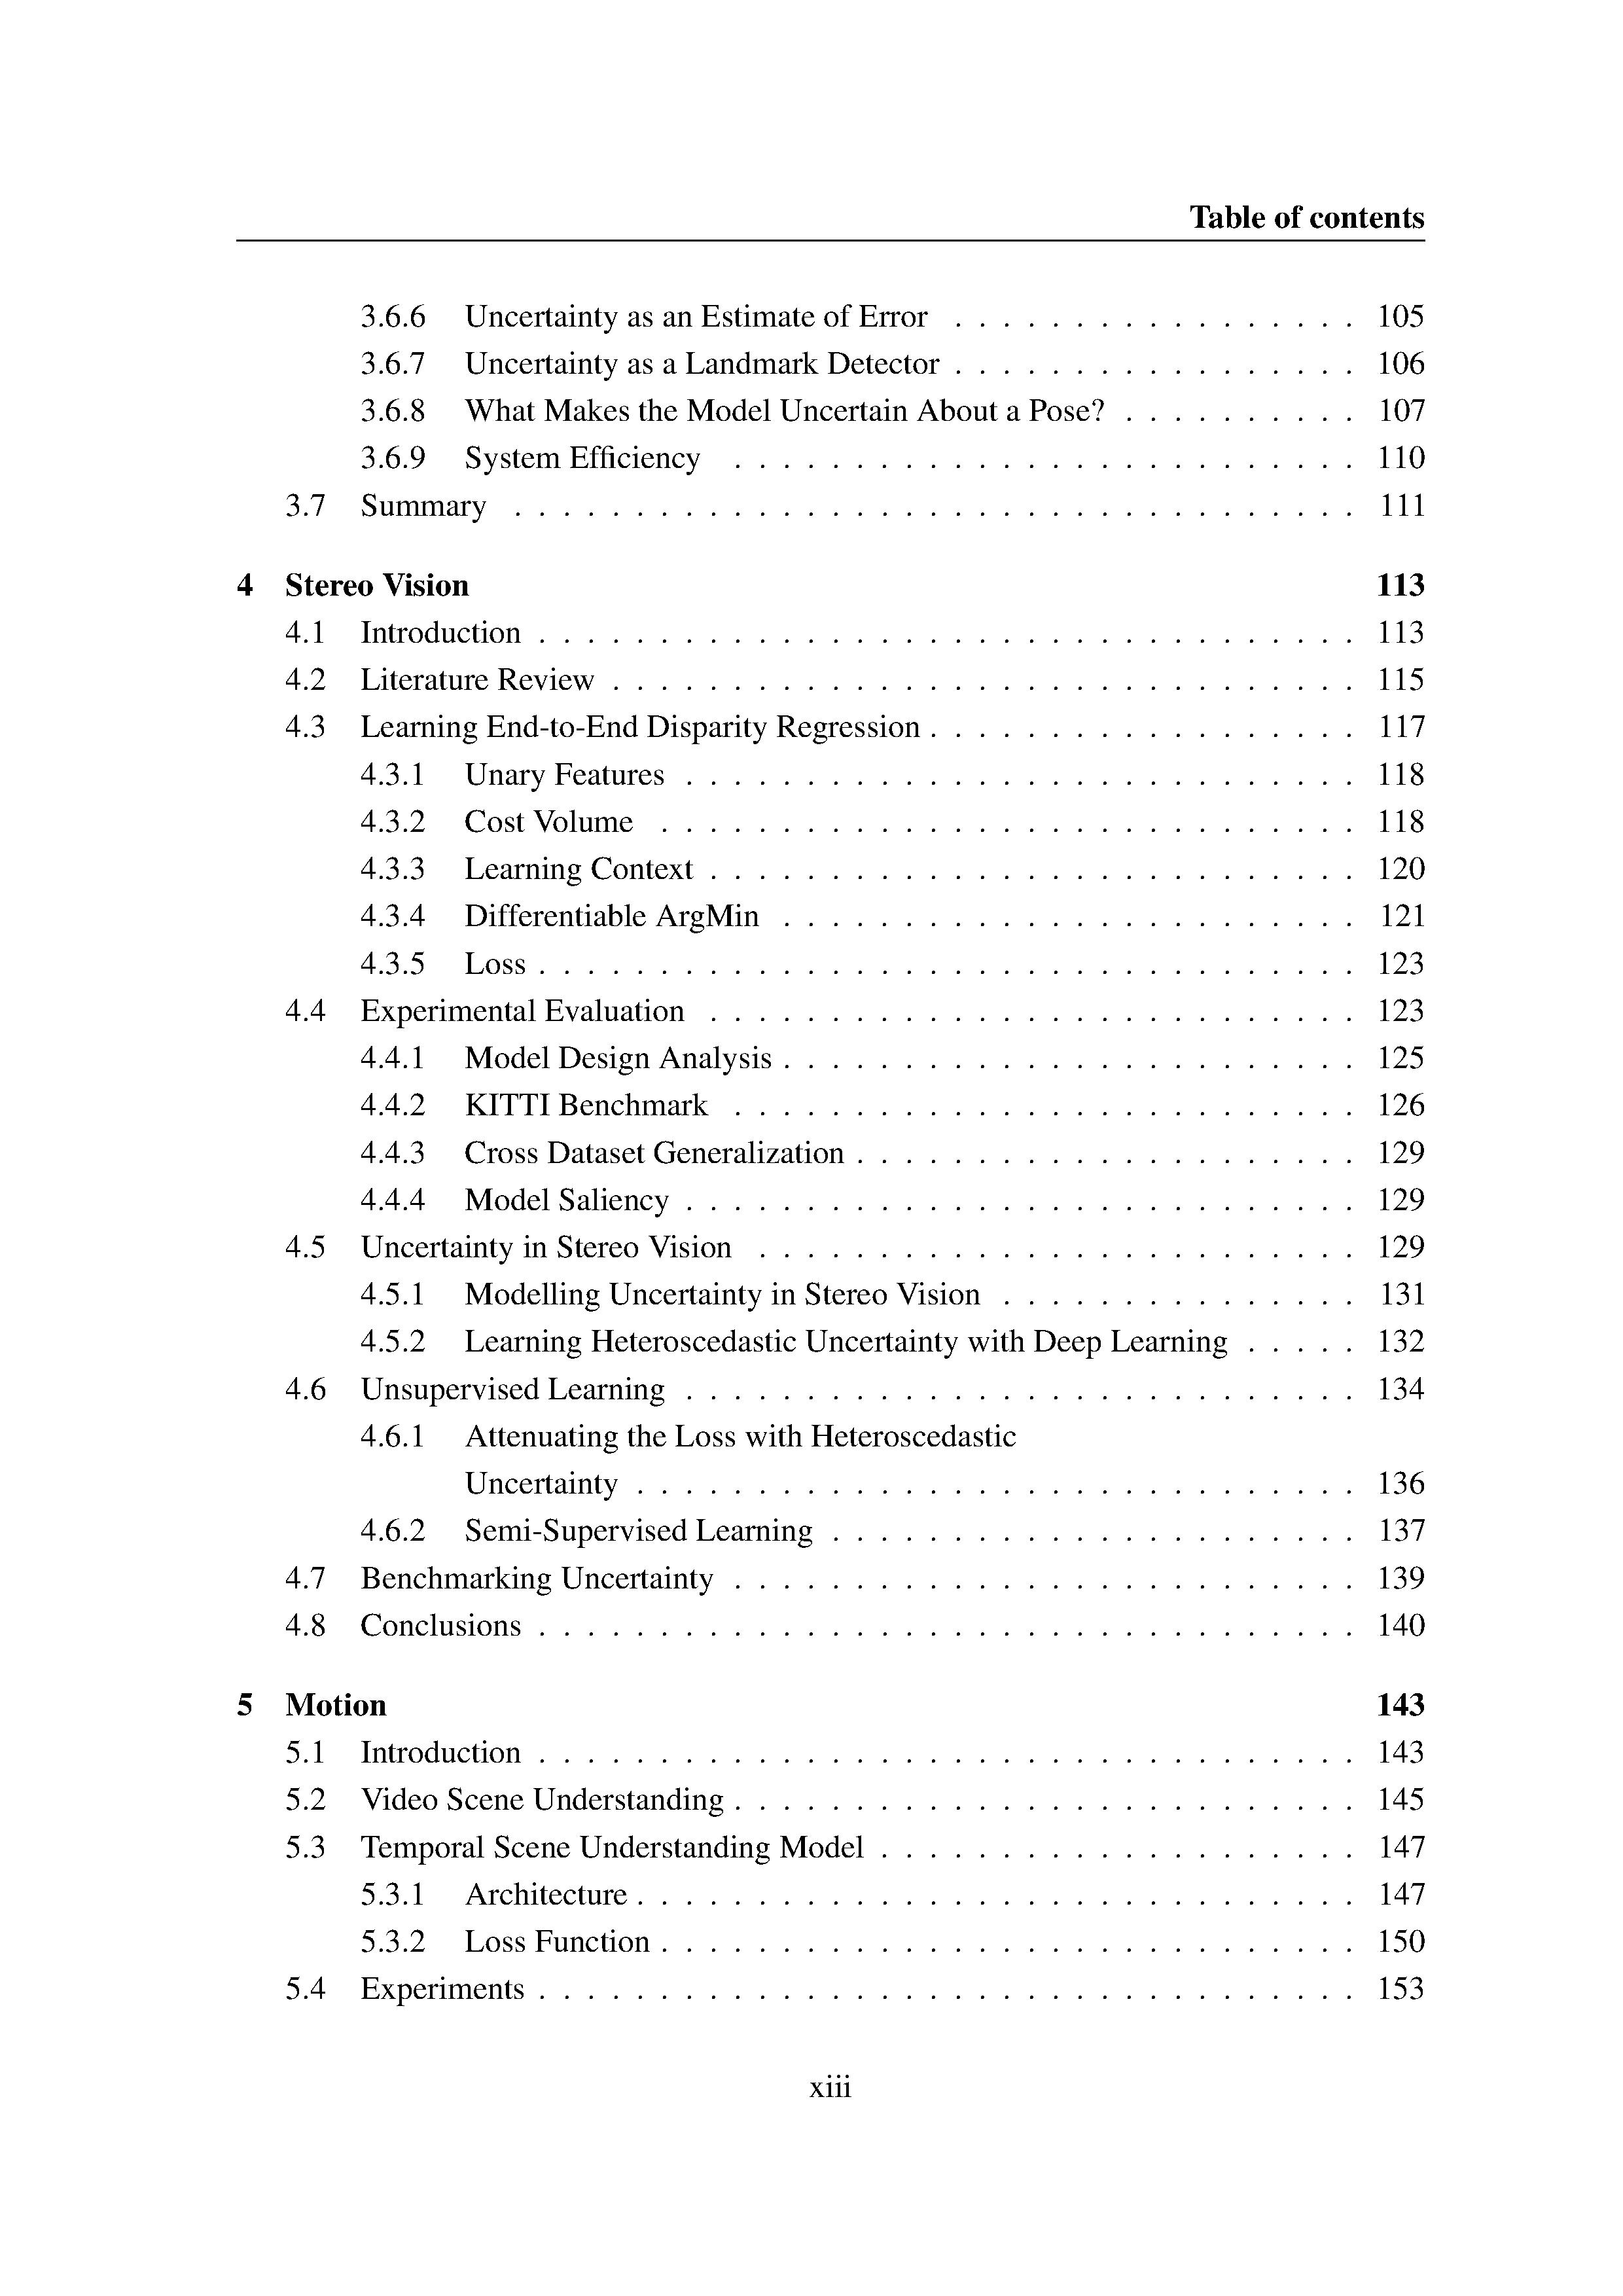 Table of contents
3.6.6 Uncertainty as an Estimate of Error . . . . . . . . . . . . . . . . . 105
3.6.7 Uncertainty as a Landmark Detector . . . . . . . . . . . . . . . . . 106
3.6.8 What Makes the Model Uncertain About a Pose? . . . . . . . . . . 107
3.6.9 System Efficiency . . . . . . . . . . . . . . . . . . . . . . . . . . 110
3.7 Summary . . . . . . . . . . . . . . . . . . . . . . . . . . . . . . . . . . . 111
4 Stereo Vision 113
4.1 Introduction . . . . . . . . . . . . . . . . . . . . . . . . . . . . . . . . . . 113
4.2 Literature Review . . . . . . . . . . . . . . . . . . . . . . . . . . . . . . . 115
4.3 Learning End-to-End Disparity Regression . . . . . . . . . . . . . . . . . . 117
4.3.1 Unary Features . . . . . . . . . . . . . . . . . . . . . . . . . . . . 118
4.3.2 Cost Volume . . . . . . . . . . . . . . . . . . . . . . . . . . . . . 118
4.3.3 Learning Context . . . . . . . . . . . . . . . . . . . . . . . . . . . 120
4.3.4 Differentiable ArgMin . . . . . . . . . . . . . . . . . . . . . . . . 121
4.3.5 Loss . . . . . . . . . . . . . . . . . . . . . . . . . . . . . . . . . . 123
4.4 Experimental Evaluation . . . . . . . . . . . . . . . . . . . . . . . . . . . 123
4.4.1 Model Design Analysis . . . . . . . . . . . . . . . . . . . . . . . . 125
4.4.2 KITTI Benchmark . . . . . . . . . . . . . . . . . . . . . . . . . . 126
4.4.3 Cross Dataset Generalization . . . . . . . . . . . . . . . . . . . . . 129
4.4.4 Model Saliency . . . . . . . . . . . . . . . . . . . . . . . . . . . . 129
4.5 Uncertainty in Stereo Vision . . . . . . . . . . . . . . . . . . . . . . . . . 129
4.5.1 Modelling Uncertainty in Stereo Vision . . . . . . . . . . . . . . . 131
4.5.2 Learning Heteroscedastic Uncertainty with Deep Learning . . . . . 132
4.6 Unsupervised Learning . . . . . . . . . . . . . . . . . . . . . . . . . . . . 134
4.6.1 Attenuating the Loss with Heteroscedastic
Uncertainty . . . . . . . . . . . . . . . . . . . . . . . . . . . . . . 136
4.6.2 Semi-Supervised Learning . . . . . . . . . . . . . . . . . . . . . . 137
4.7 Benchmarking Uncertainty . . . . . . . . . . . . . . . . . . . . . . . . . . 139
4.8 Conclusions . . . . . . . . . . . . . . . . . . . . . . . . . . . . . . . . . . 140
5 Motion 143
5.1 Introduction . . . . . . . . . . . . . . . . . . . . . . . . . . . . . . . . . . 143
5.2 Video Scene Understanding . . . . . . . . . . . . . . . . . . . . . . . . . . 145
5.3 Temporal Scene Understanding Model . . . . . . . . . . . . . . . . . . . . 147
5.3.1 Architecture . . . . . . . . . . . . . . . . . . . . . . . . . . . . . . 147
5.3.2 Loss Function . . . . . . . . . . . . . . . . . . . . . . . . . . . . . 150
5.4 Experiments . . . . . . . . . . . . . . . . . . . . . . . . . . . . . . . . . . 153
xiii